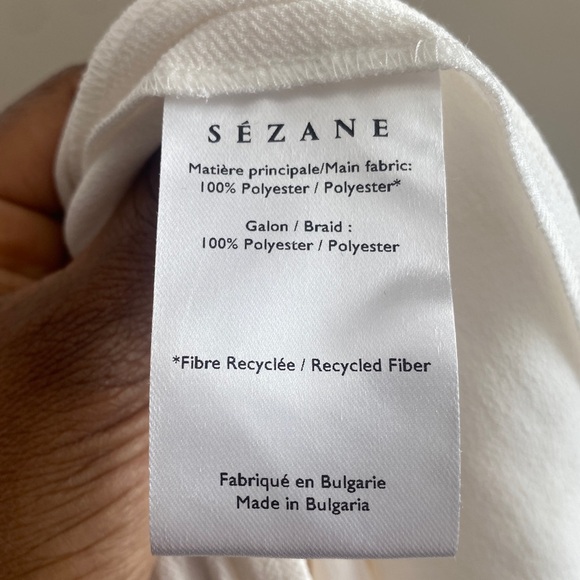 SÉZANE
Matière principale/Main fabric:
100% Polyester / Polyester*
Galon / Braid :
100% Polyester / Polyester
*Fibre Recyclée / Recycled Fiber
Fabriqué en Bulgarie
Made in Bulgaria